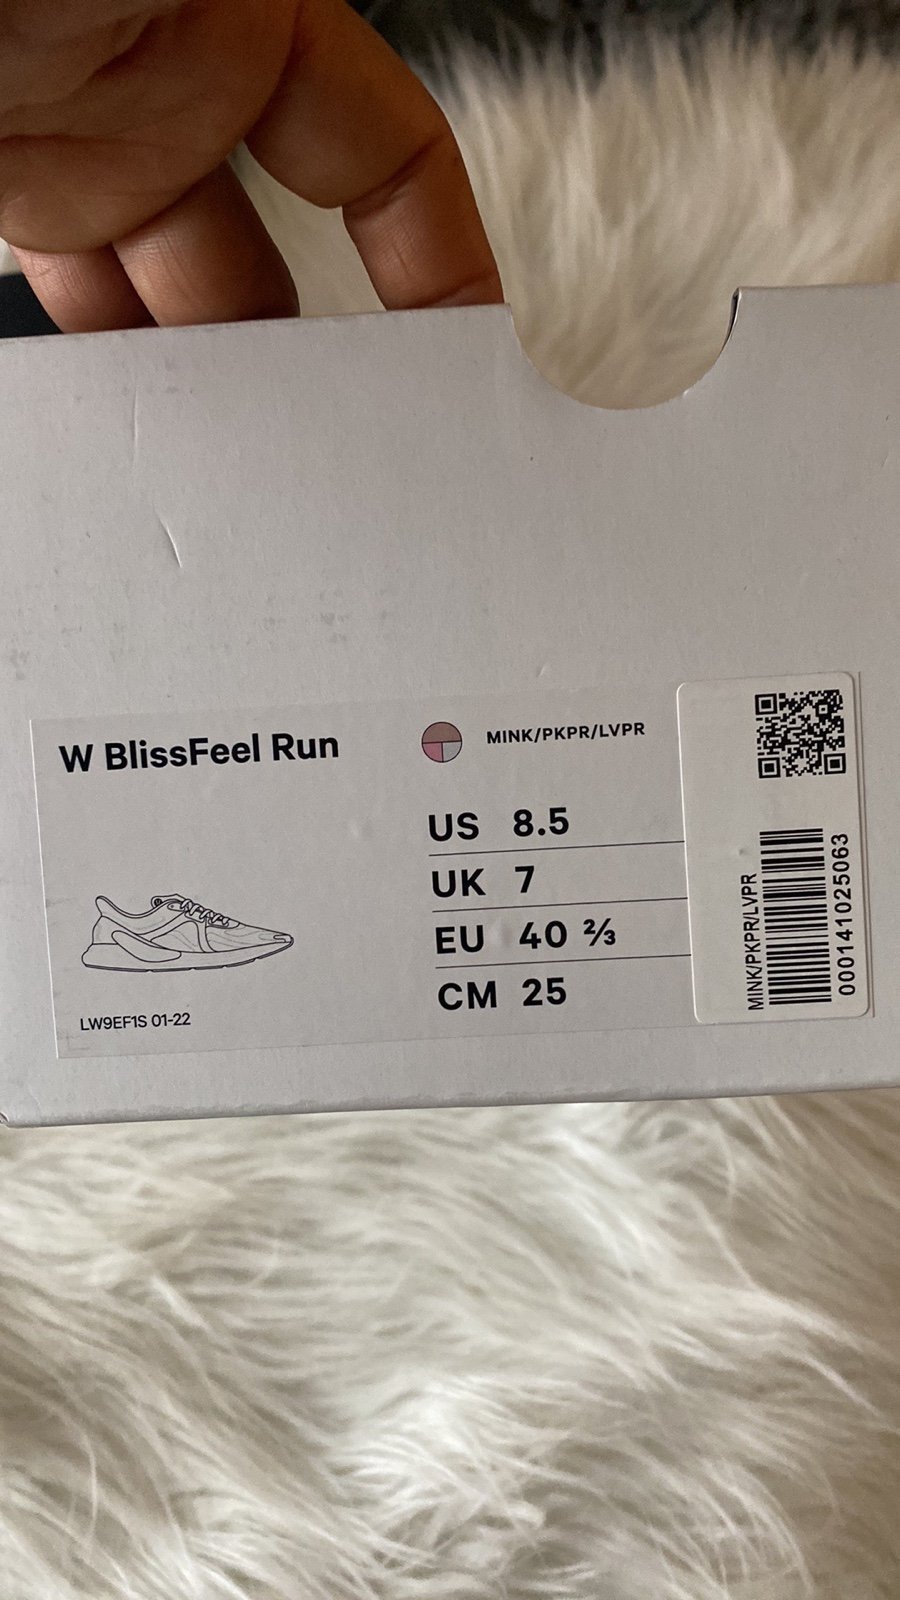 W BlissFeel Run
MINK/PKPR/LVPR
US 8.5
UK 7
EU 40 ⅔
CM 25
LW9EF1S 01-22
MINK/PKPR/LVPR
000141025063